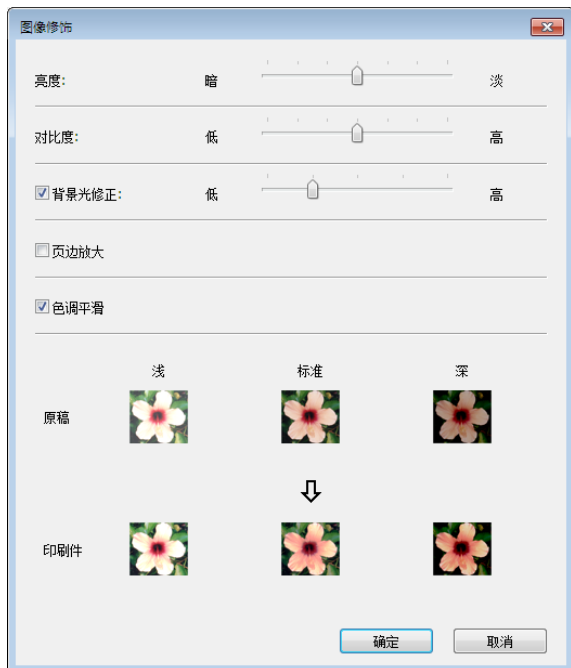 图像修饰
亮度: 暗 淡
对比度: 低 高
背景光修正: 低 高
页边放大
色调平滑
浅 标准 深
原稿
印刷件
确定 取消